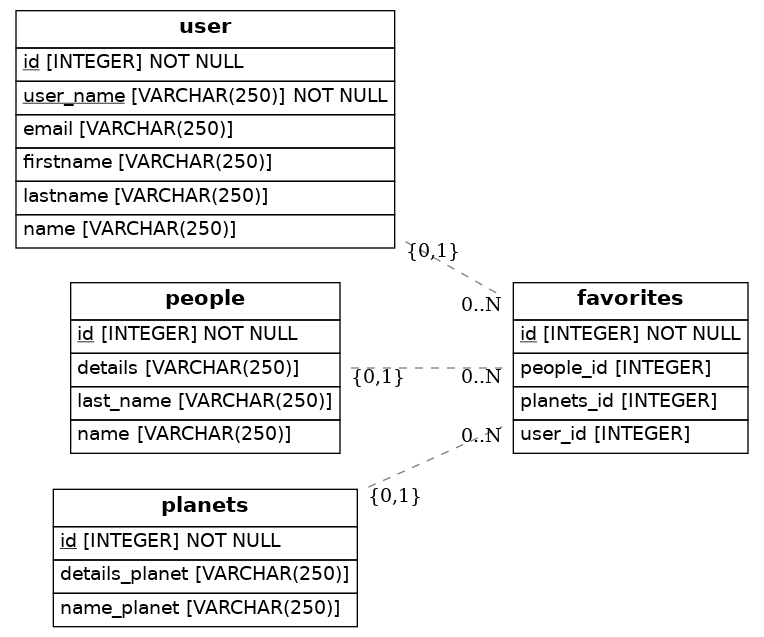 user
id [INTEGER] NOT NULL
user_name [VARCHAR(250)] NOT NULL
email [VARCHAR(250)]
firstname [VARCHAR(250)]
lastname [VARCHAR(250)]
name [VARCHAR(250)]
{0,1}
0..N
people
id [INTEGER] NOT NULL
details [VARCHAR(250)]
last_name [VARCHAR(250)]
name [VARCHAR(250)]
{0,1}
0..N
favorites
id [INTEGER] NOT NULL
people_id [INTEGER]
planets_id [INTEGER]
user_id [INTEGER]
0..N
{0,1}
planets
id [INTEGER] NOT NULL
details_planet [VARCHAR(250)]
name_planet [VARCHAR(250)]